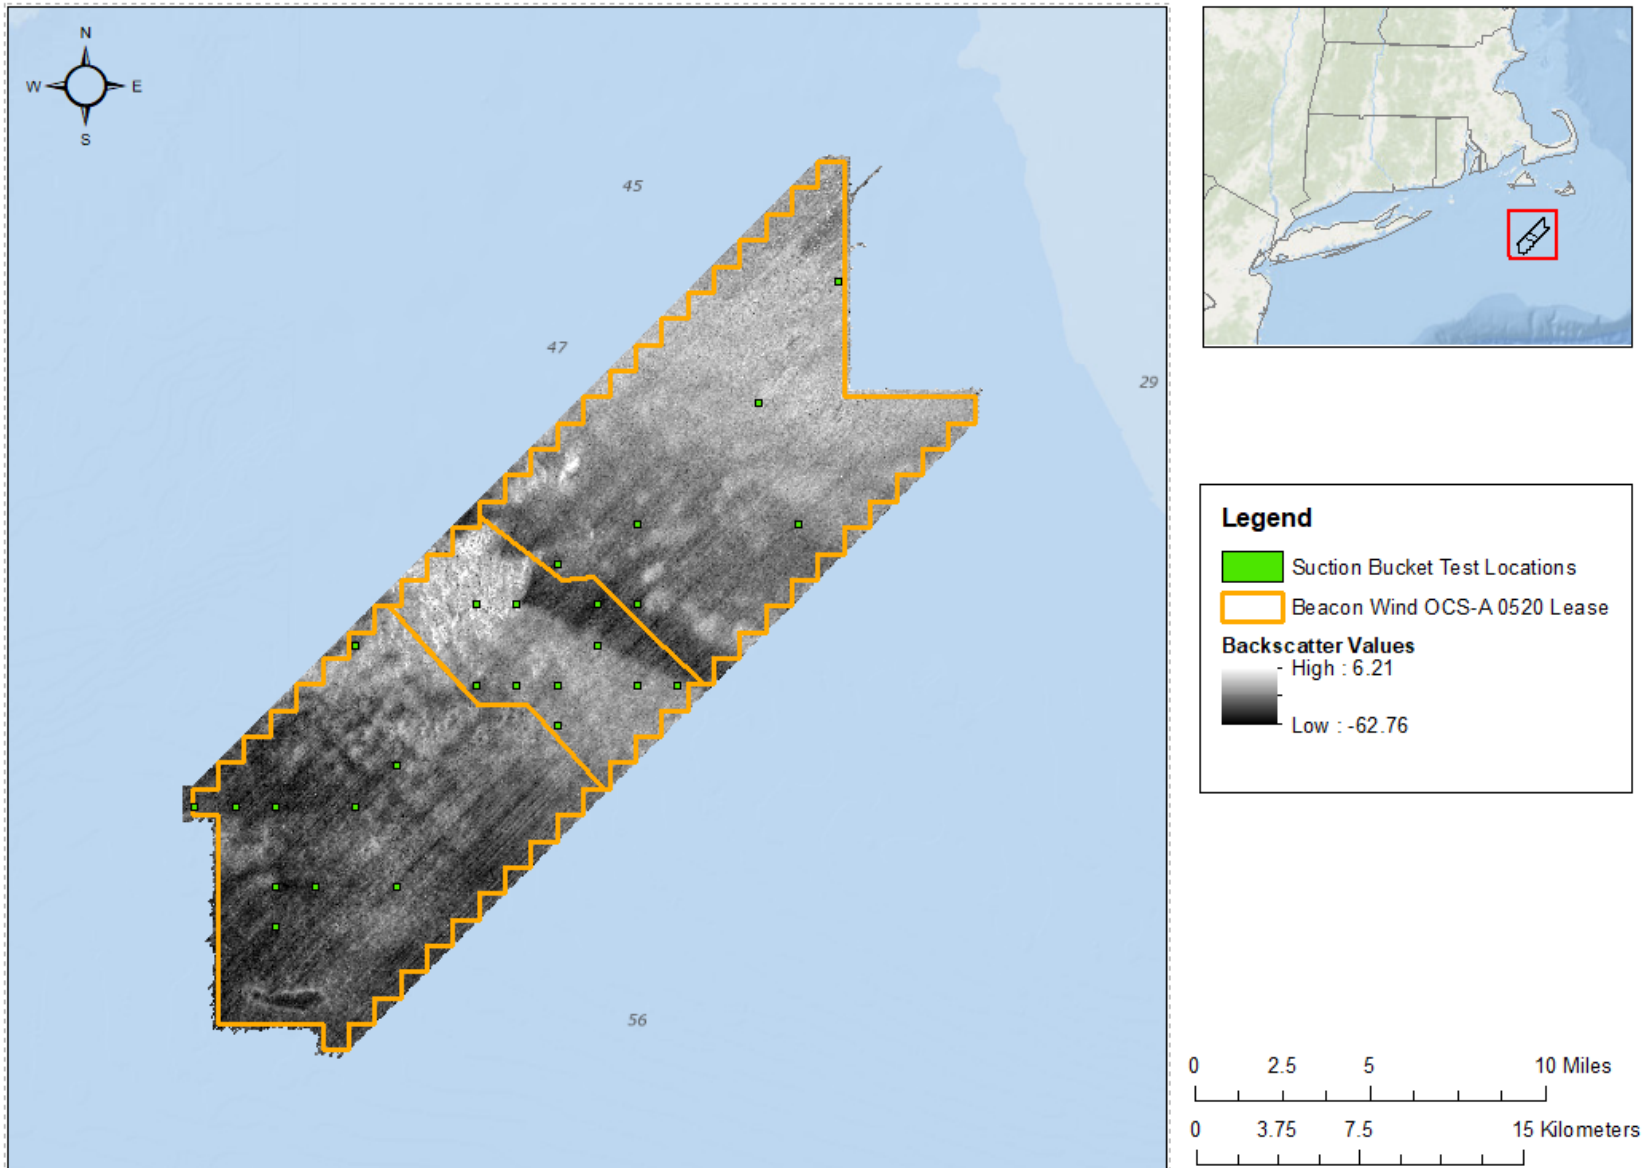 N
W E
S
45
47
29
56
Legend
Suction Bucket Test Locations
Beacon Wind OCS-A 0520 Lease
Backscatter Values
High : 6.21
Low : -62.76
0 2.5 5 10 Miles
0 3.75 7.5 15 Kilometers